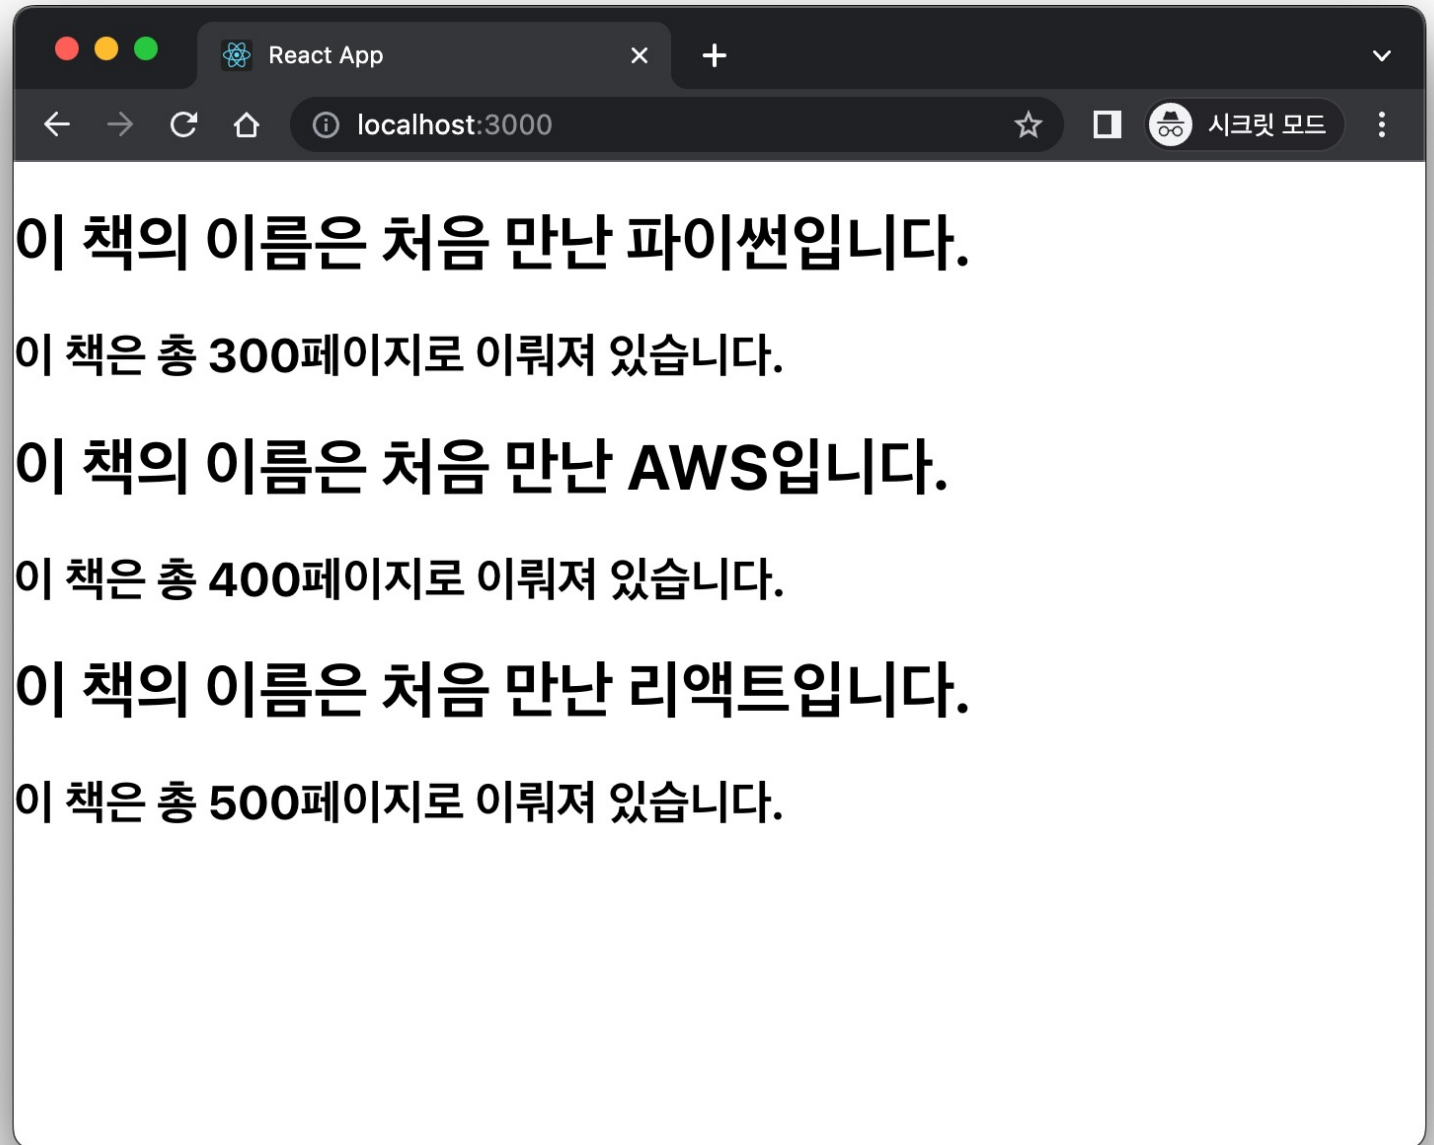 React App
localhost:3000
시크릿 모드
이 책의 이름은 처음 만난 파이썬입니다.
이 책은 총 300페이지로 이뤄져 있습니다.
이 책의 이름은 처음 만난 AWS입니다.
이 책은 총 400페이지로 이뤄져 있습니다.
이 책의 이름은 처음 만난 리액트입니다.
이 책은 총 500페이지로 이뤄져 있습니다.